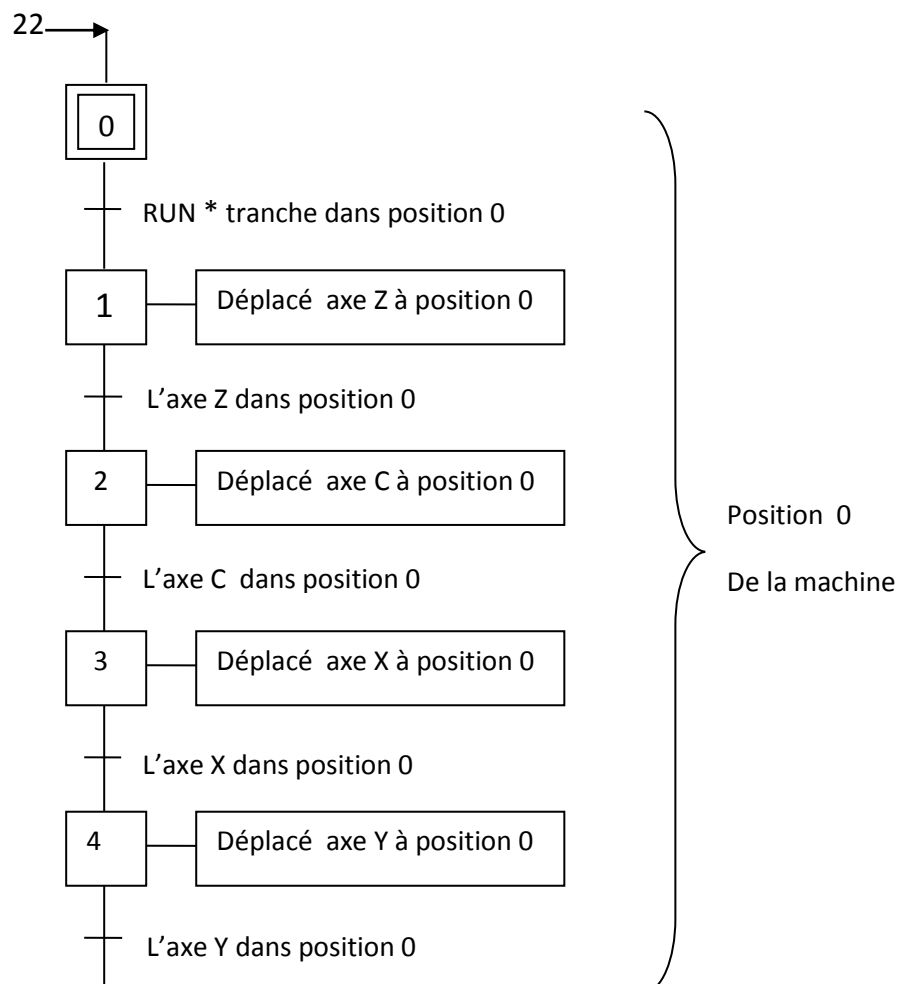 22
0
RUN * tranche dans position 0
1
Déplacé axe Z à position 0
L’axe Z dans position 0
2
Déplacé axe C à position 0
L’axe C dans position 0
3
Déplacé axe X à position 0
L’axe X dans position 0
4
Déplacé axe Y à position 0
L’axe Y dans position 0
Position 0
De la machine